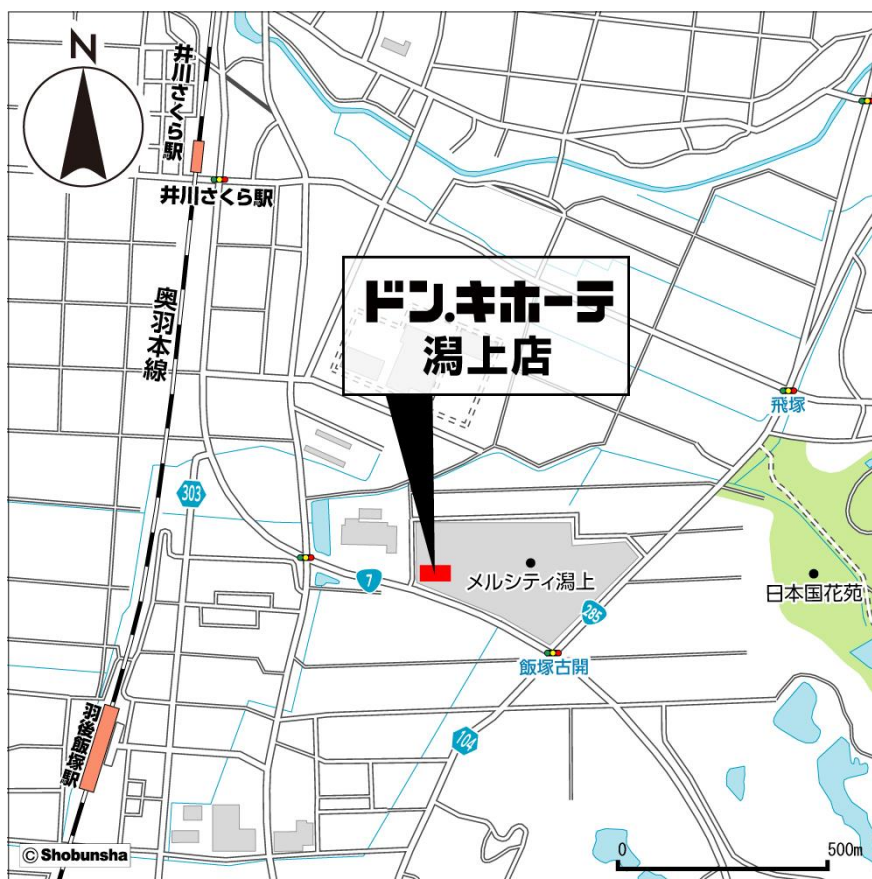 N
井川さくら駅
井川さくら駅
奥羽本線
ドン.キホーテ
潟上店
飛塚
303
7
メルシティ潟上
285
日本国花苑
飯塚古開
104
羽後飯塚駅
© Shobunsha
0 500m